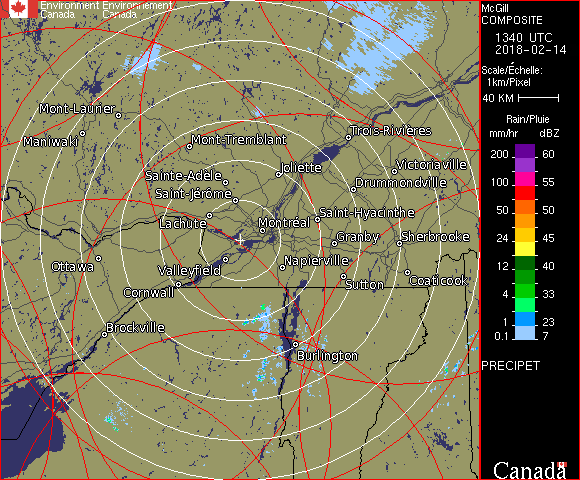 Environment Environnement
Canada Canada
McGill
COMPOSITE
1340 UTC
2018-02-14
Scale/Échelle:
1km/Pixel
40 KM
Rain/Pluie
mm/hr dBZ
200 60
150 57
100 55
50 50
24 45
12 40
4 33
1 23
0.1 7
PRECIPET
Canada
Mont-Laurier
Maniwaki
Mont-Tremblant
Trois-Rivières
Sainte-Adèle
Joliette
Victoriaville
Saint-Jérôme
Drummondville
Lachute
Montréal
Saint-Hyacinthe
Granby
Sherbrooke
Ottawa
Valleyfield
Napierville
Cornwall
Sutton
Coaticook
Brockville
Burlington